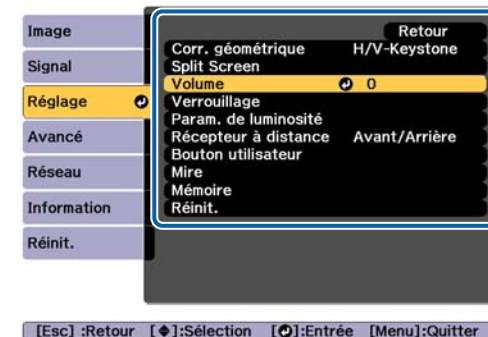 Image
Signal
Réglage
Avancé
Réseau
Information
Réinit.
Retour
Corr. géométrique H/V-Keystone
Split Screen
Volume 0
Verrouillage
Param. de luminosité
Récepteur à distance Avant/Arrière
Bouton utilisateur
Mire
Mémoire
Réinit.
[Esc] :Retour [◆]:Sélection [⏎]:Entrée [Menu]:Quitter